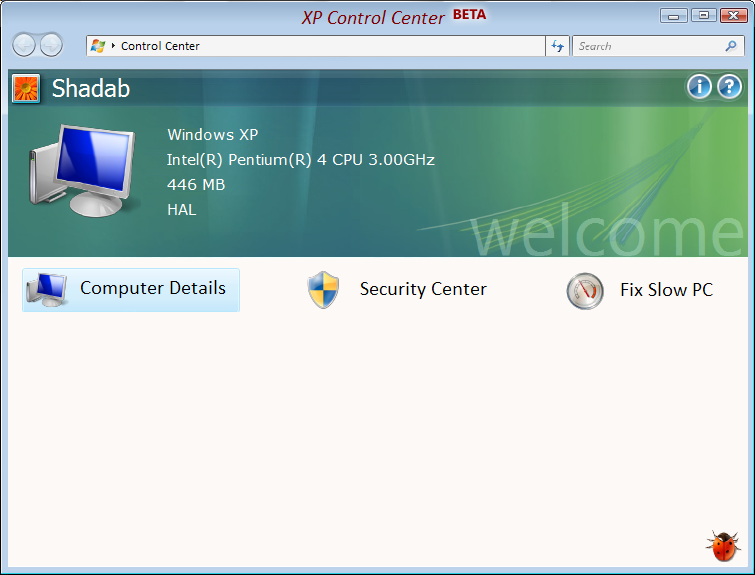 XP Control Center BETA
Control Center
Search
Shadab
Windows XP
Intel(R) Pentium(R) 4 CPU 3.00GHz
446 MB
HAL
welcome
Computer Details
Security Center
Fix Slow PC